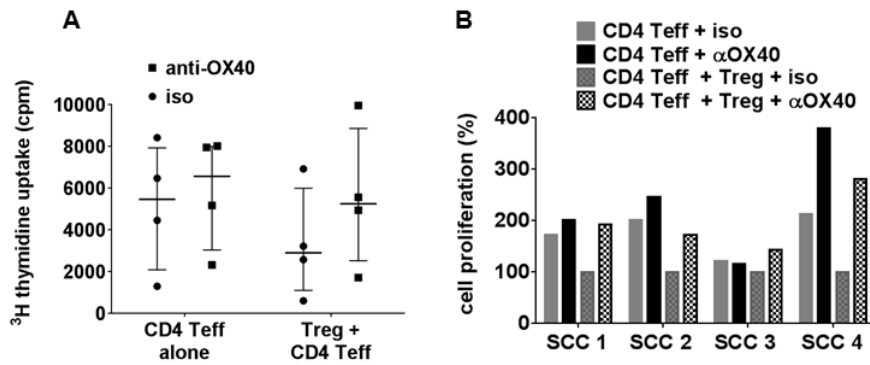 A
anti-OX40
iso
³H thymidine uptake (cpm)
10000
8000
6000
4000
2000
0
CD4 Teff
alone
Treg +
CD4 Teff
B
CD4 Teff + iso
CD4 Teff + αOX40
CD4 Teff + Treg + iso
CD4 Teff + Treg + αOX40
cell proliferation (%)
400
300
200
100
0
SCC 1 SCC 2 SCC 3 SCC 4